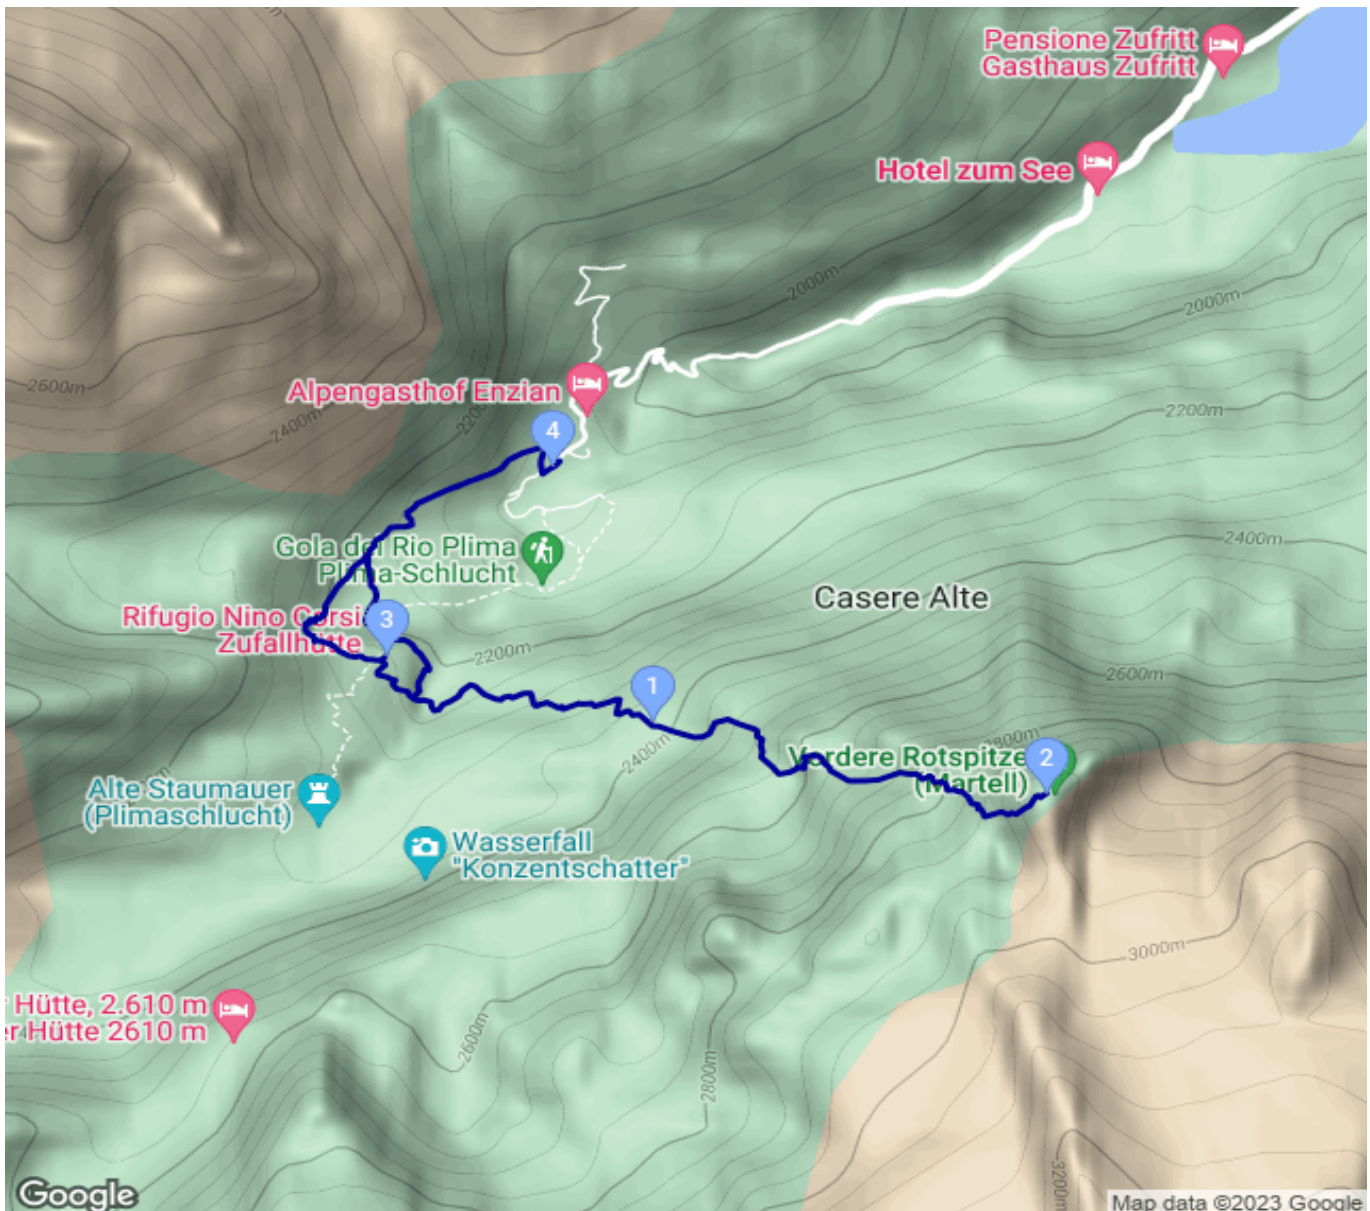 Pensione Zufritt
Gasthaus Zufritt
Hotel zum See
2000m
2000m
2600m
Alpengasthof Enzian
2400m
2200m
4
Gola del Rio Plima
Plima-Schlucht
2400m
Casere Alte
Rifugio Nino Corsi
Zufallhütte
3
2200m
2600m
1
2400m
Vordere Rotspitze
(Martell)
2
Alte Staumauer
(Plimaschlucht)
Wasserfall
"Konzentschatter"
3000m
Hütte, 2.610 m
er Hütte 2610 m
2600m
2800m
3200m
Google
Map data ©2023 Google